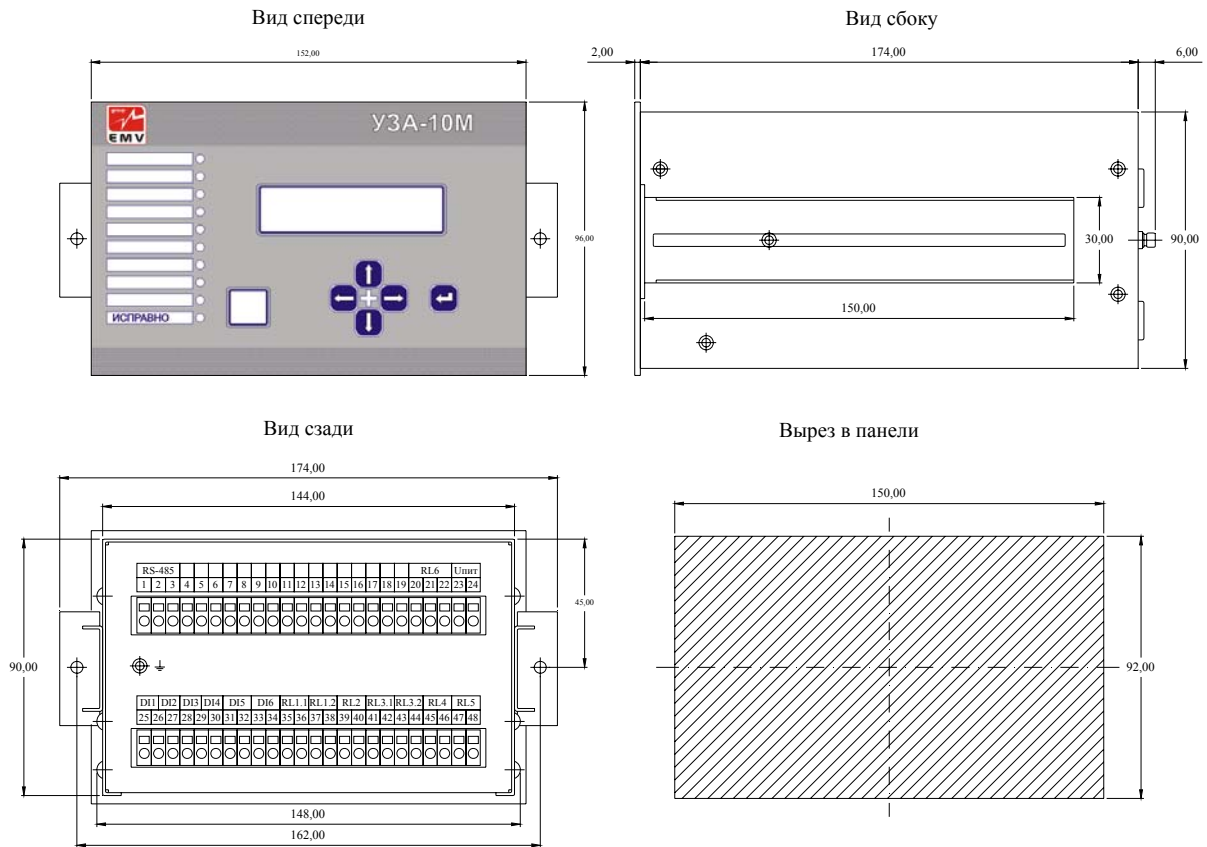 Вид спереди
152,00
group
EMV
УЗА-10М
ИСПРАВНО
96,00
Вид сбоку
2,00
174,00
6,00
30,00
90,00
150,00
Вид сзади
174,00
144,00
RS-485 RL6 Uпит
1 2 3 4 5 6 7 8 9 10 11 12 13 14 15 16 17 18 19 20 21 22 23 24
45,00
90,00
DI1 DI2 DI3 DI4 DI5 DI6 RL1.1 RL1.2 RL2 RL3.1 RL3.2 RL4 RL5
25 26 27 28 29 30 31 32 33 34 35 36 37 38 39 40 41 42 43 44 45 46 47 48
148,00
162,00
Вырез в панели
150,00
92,00